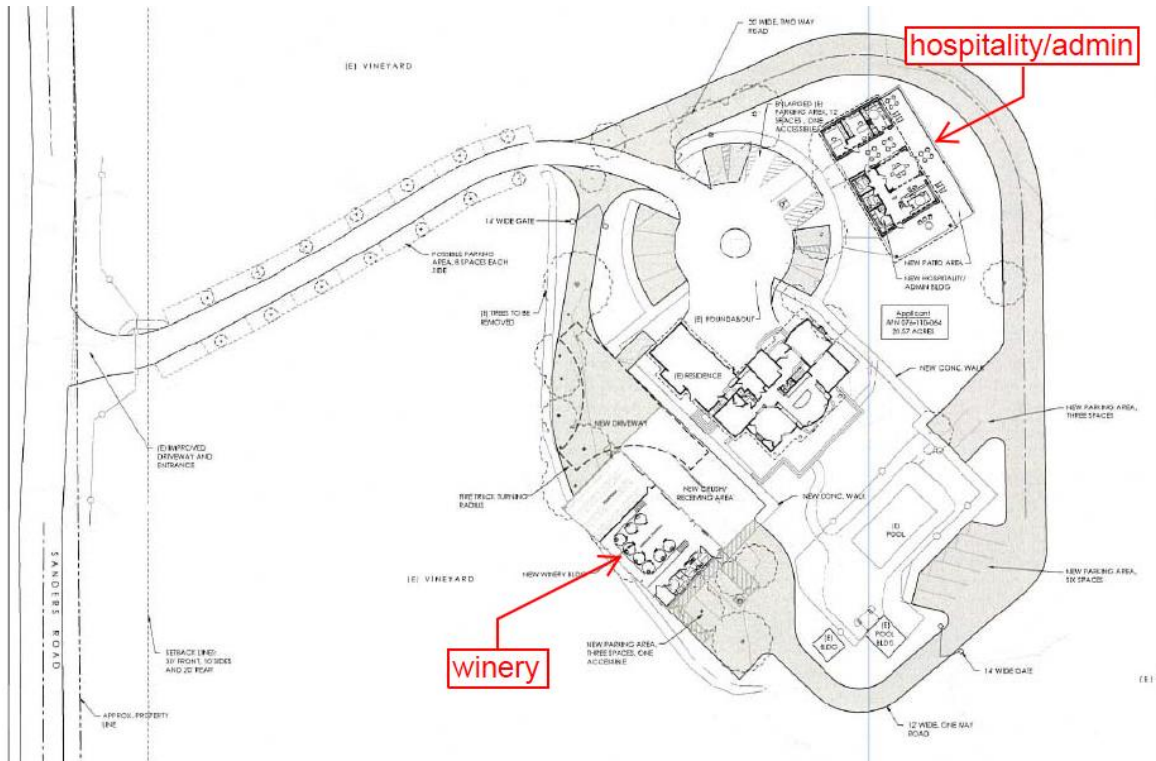 20' WIDE, TWO WAY
ROAD
hospitality/admin
(E) VINEYARD
ENLARGED (E)
PARKING AREA, 12
SPACES, ONE
ACCESSIBLE
14' WIDE GATE
POSSIBLE PARKING
AREA, 8 SPACES EACH
SIDE
NEW PATIO AREA
NEW HOSPITALITY/
ADMIN BLDG
(E) TREES TO BE
REMOVED
(E) ROUNDABOUT
Applicant
APN 076-110-064
20.57 ACRES
(E) RESIDENCE
NEW CONC. WALK
NEW PARKING AREA,
THREE SPACES
NEW DRIVEWAY
(E) IMPROVED
DRIVEWAY AND
ENTRANCE
FIRE TRUCK TURNING
RADIUS
NEW CRUSH/
RECEIVING AREA
NEW CONC. WALK
(E)
POOL
SANDERS ROAD
(E) VINEYARD
NEW WINERY BLDG
NEW PARKING AREA,
SIX SPACES
winery
SETBACK LINES:
30' FRONT, 10' SIDES
AND 20' REAR
NEW PARKING AREA,
THREE SPACES, ONE
ACCESSIBLE
(E)
BLDG
(E)
POOL
BLDG
14' WIDE GATE
(E)
APPROX. PROPERTY
LINE
12' WIDE, ONE WAY
ROAD